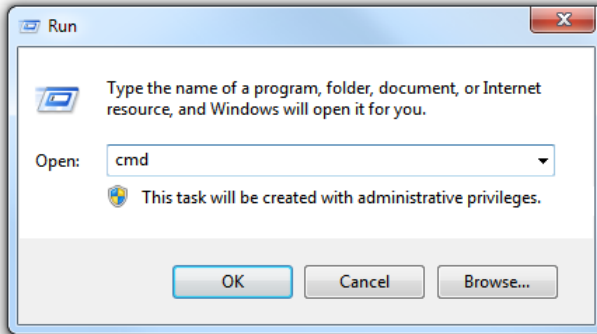 Run
Type the name of a program, folder, document, or Internet
resource, and Windows will open it for you.
Open: cmd
This task will be created with administrative privileges.
OK Cancel Browse...